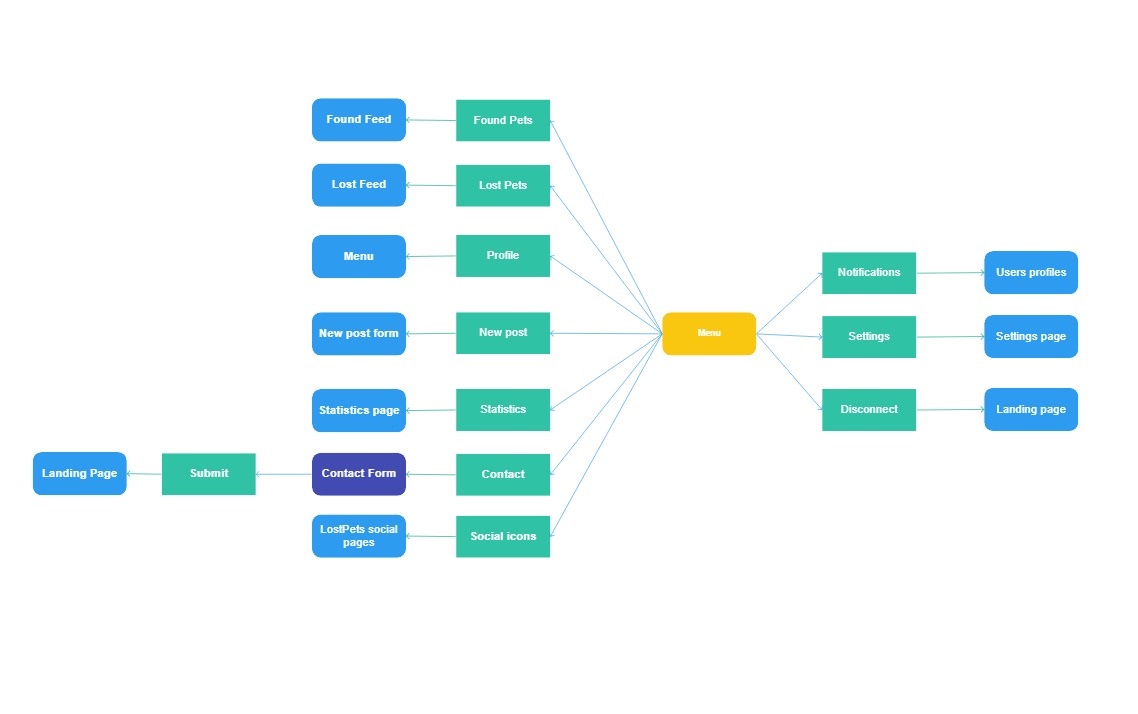 Found Feed
Found Pets
Lost Feed
Lost Pets
Menu
Profile
Notifications
Users profiles
New post form
New post
Menu
Settings
Settings page
Statistics page
Statistics
Disconnect
Landing page
Landing Page
Submit
Contact Form
Contact
LostPets social
pages
Social icons